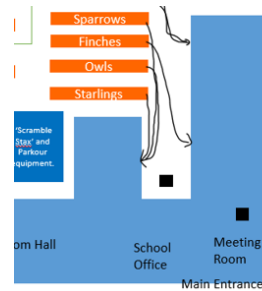 Sparrows
Finches
Owls
Starlings
'Scramble
Stax' and
Parkour
equipment.
om Hall
School
Office
Meeting
Room
Main Entrance